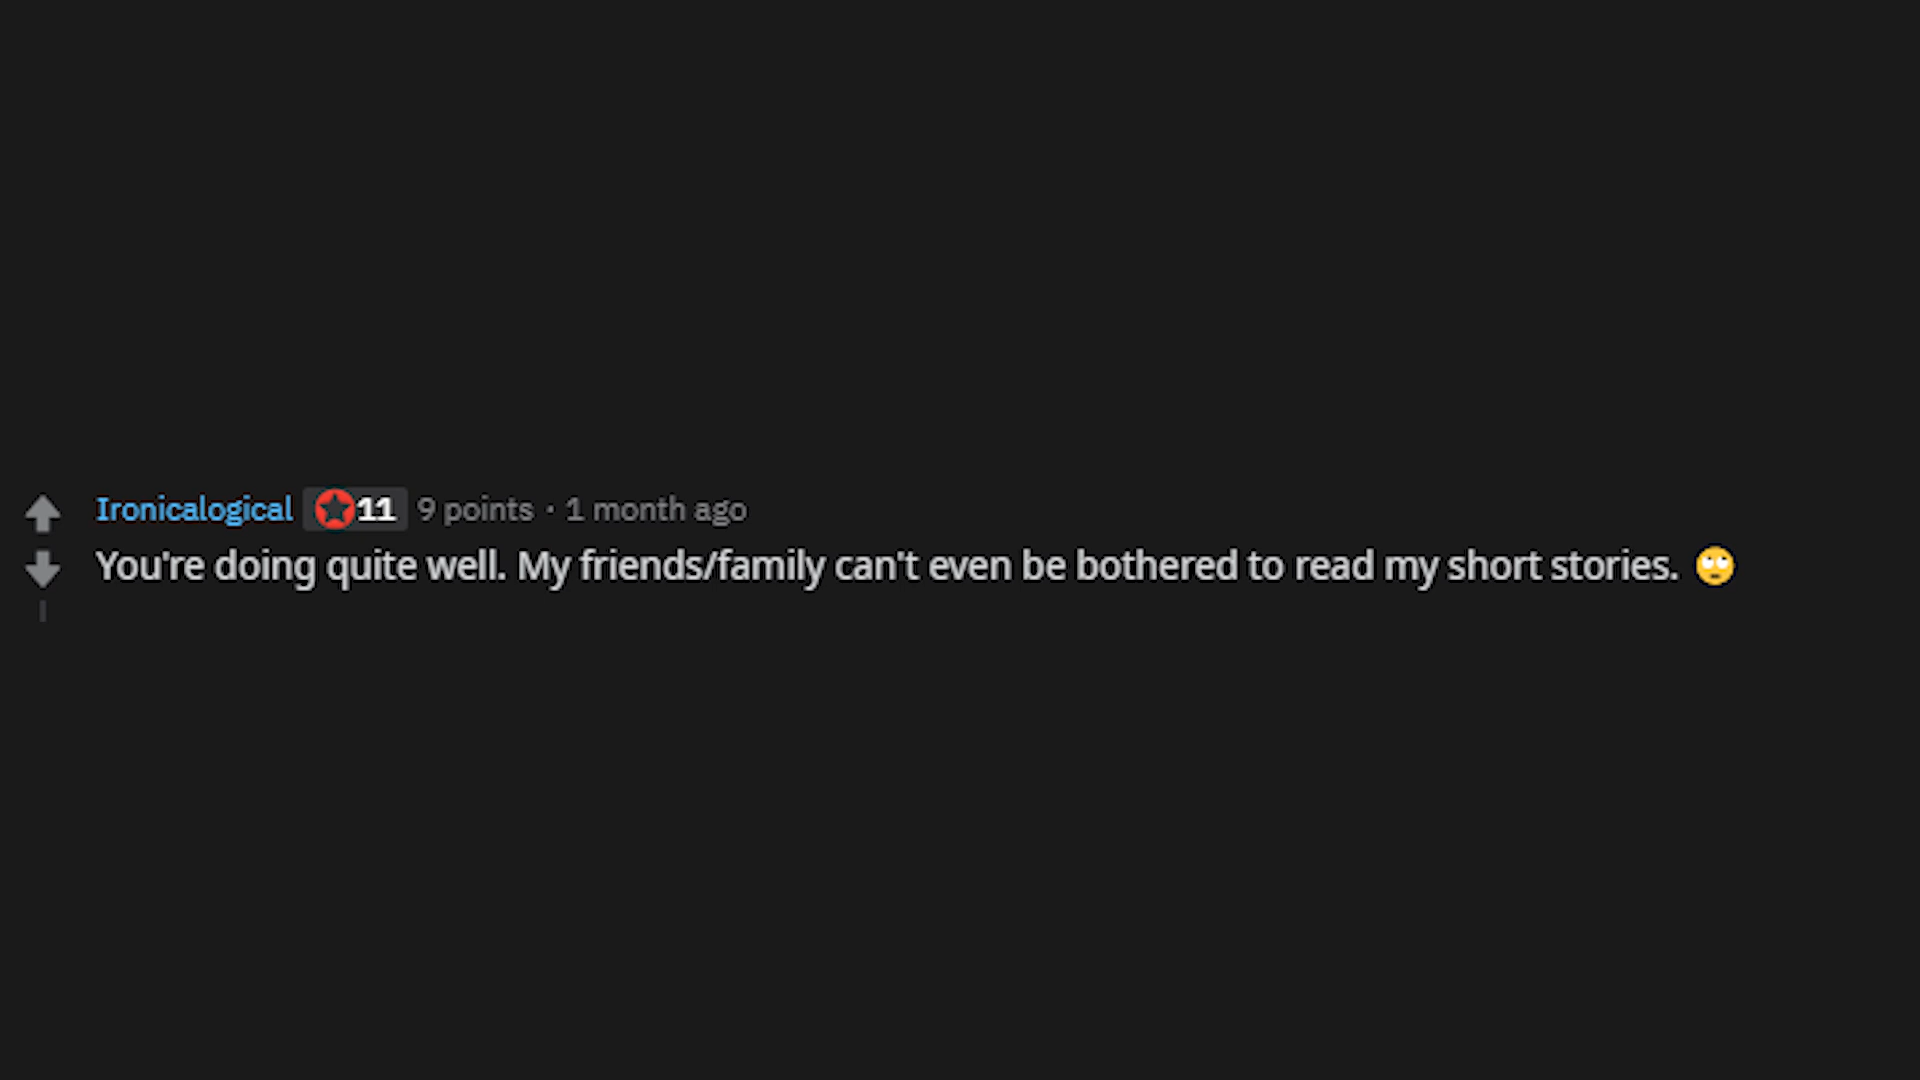 Ironicalogical 11 9 points · 1 month ago
You're doing quite well. My friends/family can't even be bothered to read my short stories. 🙄